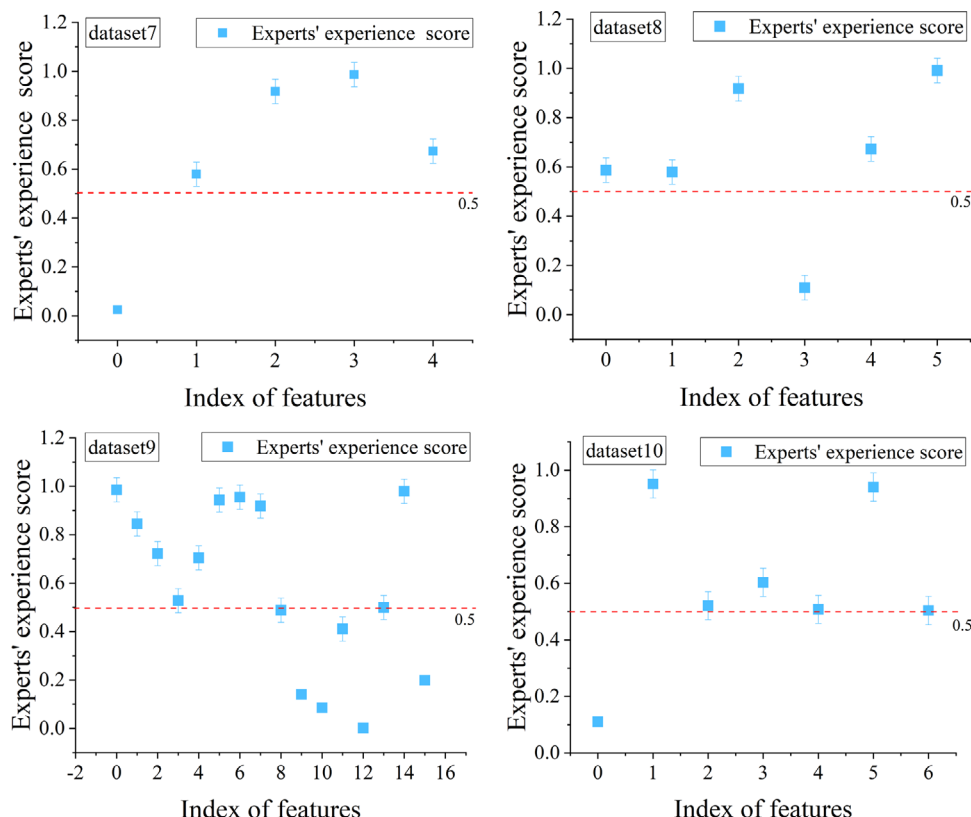 dataset7
Experts' experience score
Experts' experience score
1.2
1.0
0.8
0.6
0.4
0.2
0.0
0.5
0 1 2 3 4
Index of features
dataset8
Experts' experience score
Experts' experience score
1.2
1.0
0.8
0.6
0.4
0.2
0.0
0.5
0 1 2 3 4 5
Index of features
dataset9
Experts' experience score
Experts' experience score
1.2
1.0
0.8
0.6
0.4
0.2
0.0
0.5
-2 0 2 4 6 8 10 12 14 16
Index of features
dataset10
Experts' experience score
Experts' experience score
1.0
0.8
0.6
0.4
0.2
0.0
0.5
0 1 2 3 4 5 6
Index of features